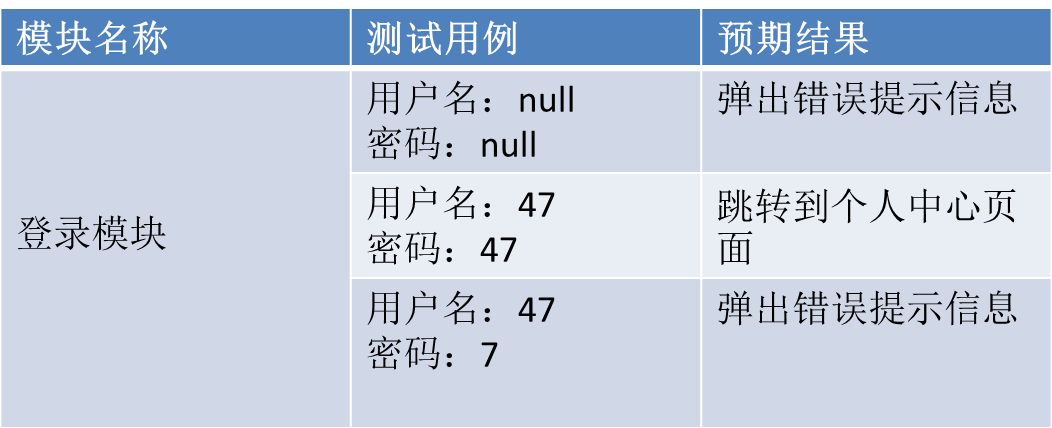 模块名称
测试用例
预期结果
登录模块
用户名：null
密码：null
弹出错误提示信息
用户名：47
密码：47
跳转到个人中心页
面
用户名：47
密码：7
弹出错误提示信息